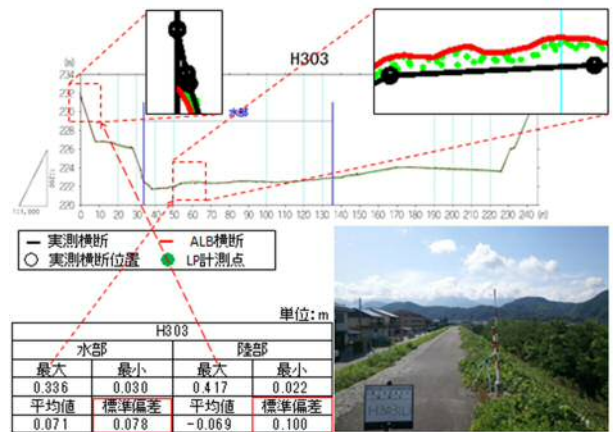 H303
[m]
234
230
228
226
224
222
220
水部
1:1,000
0 10 20 30 40 50 60 70 80 90 100 110 120 130 140 150 160 170 180 190 200 210 220 230 240 [m]
実測横断 ALB横断
実測横断位置 LP計測点
単位:m
H303
水部 陸部
最大 最小 最大 最小
0.336 0.030 0.417 0.022
平均値 標準偏差 平均値 標準偏差
0.071 0.078 -0.069 0.100